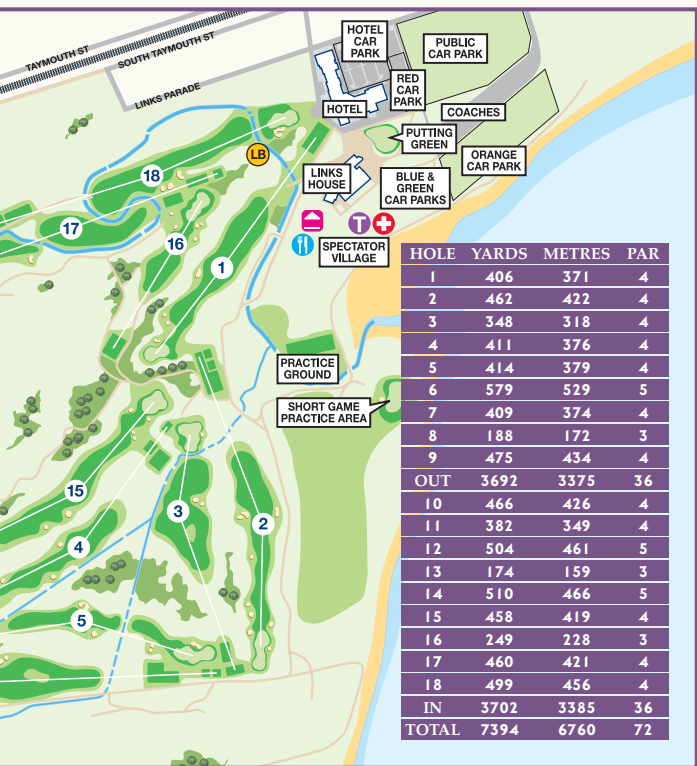 TAYMOUTH ST
SOUTH TAYMOUTH ST
LINKS PARADE
HOTEL
CAR
PARK
PUBLIC
CAR PARK
RED
CAR
PARK
HOTEL
COACHES
PUTTING
GREEN
ORANGE
CAR PARK
LB
LINKS
HOUSE
BLUE &
GREEN
CAR PARKS
18
17
16
1
T
SPECTATOR
VILLAGE
PRACTICE
GROUND
SHORT GAME
PRACTICE AREA
15
3
2
4
5
HOLE YARDS METRES PAR
1 406 371 4
2 462 422 4
3 348 318 4
4 411 376 4
5 414 379 4
6 579 529 5
7 409 374 4
8 188 172 3
9 475 434 4
OUT 3692 3375 36
10 466 426 4
11 382 349 4
12 504 461 5
13 174 159 3
14 510 466 5
15 458 419 4
16 249 228 3
17 460 421 4
18 499 456 4
IN 3702 3385 36
TOTAL 7394 6760 72